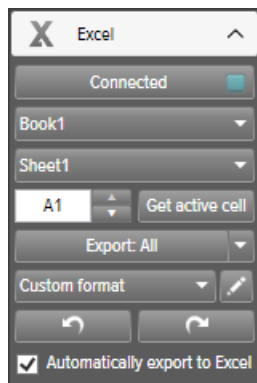 Excel
Connected
Book1
Sheet1
A1 Get active cell
Export: All
Custom format
Automatically export to Excel